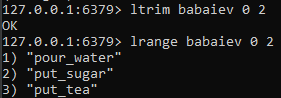 127.0.0.1:6379> ltrim babaiev 0 2
OK
127.0.0.1:6379> lrange babaiev 0 2
1) "pour_water"
2) "put_sugar"
3) "put_tea"